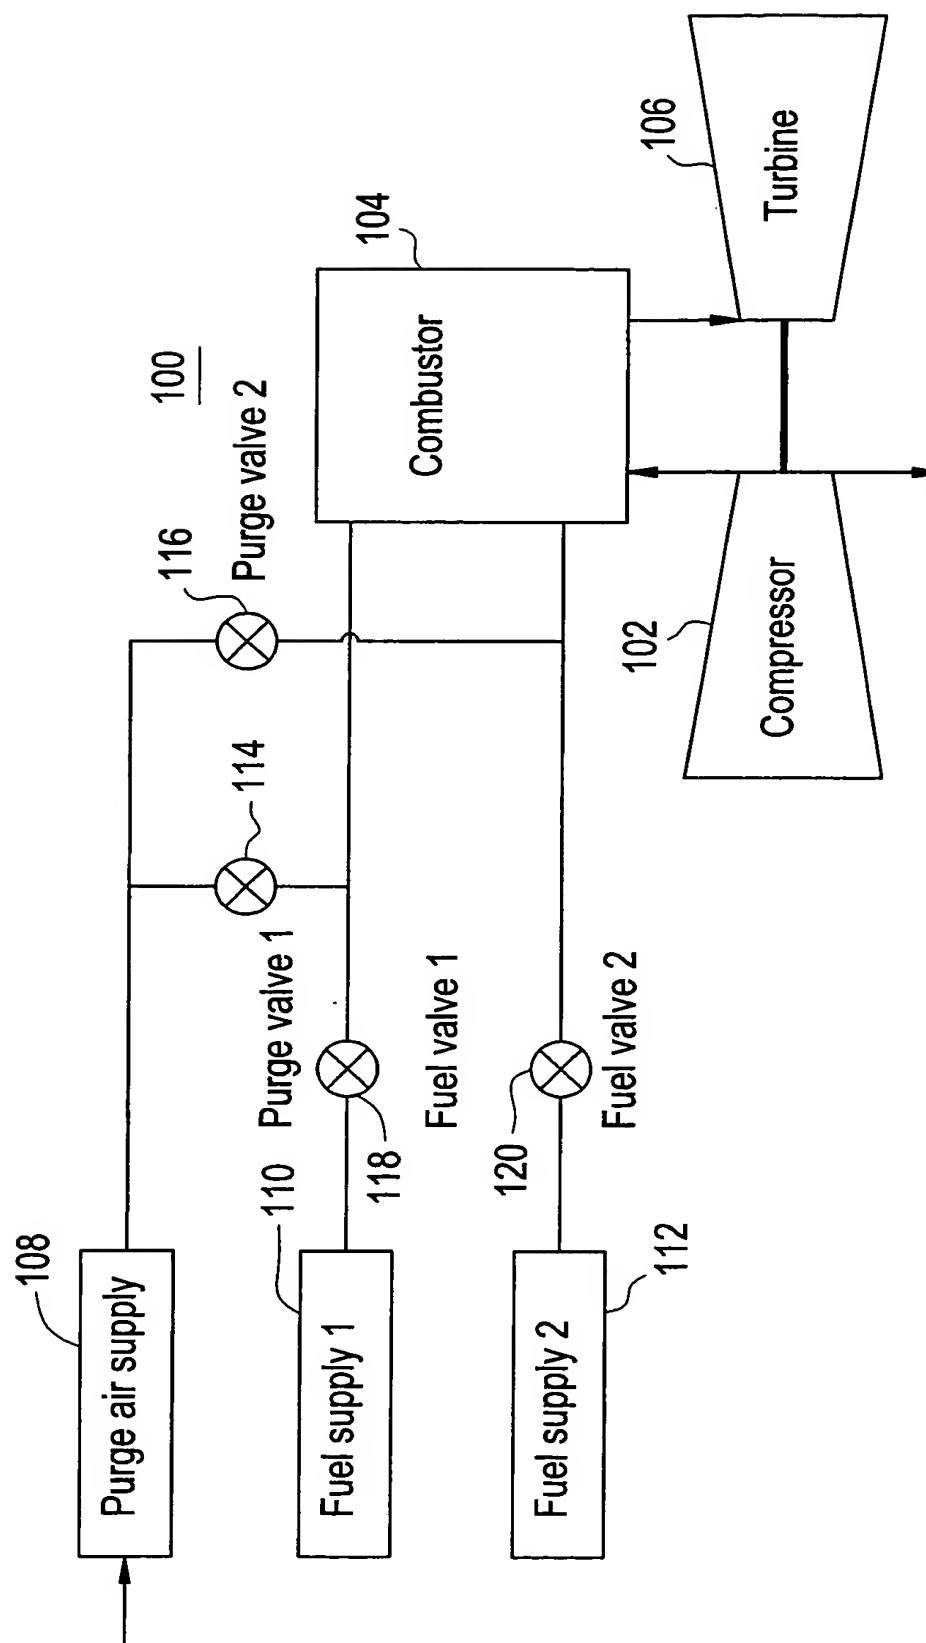 100
108
Purge air supply
110
Fuel supply 1
112
Fuel supply 2
114
Purge valve 1
116
Purge valve 2
118
Fuel valve 1
120
Fuel valve 2
104
Combustor
102
Compressor
106
Turbine